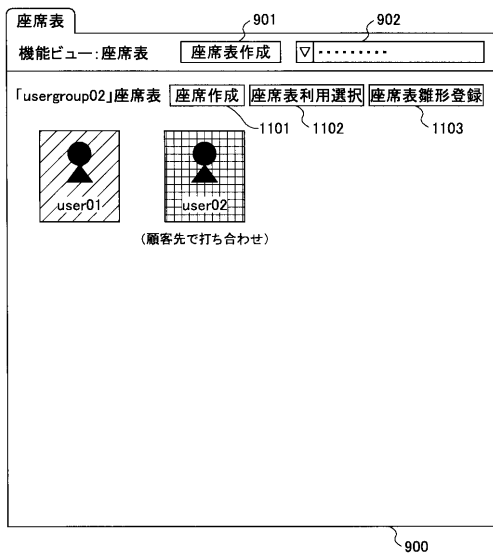 901
902
座席表
機能ビュー:座席表 座席表作成 ▽ ・・・・・・・・・
「usergroup02」座席表 座席作成 座席表利用選択 座席表雛形登録
1101 1102 1103
user01 user02
(顧客先で打ち合わせ)
900